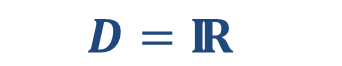 D = ℝ